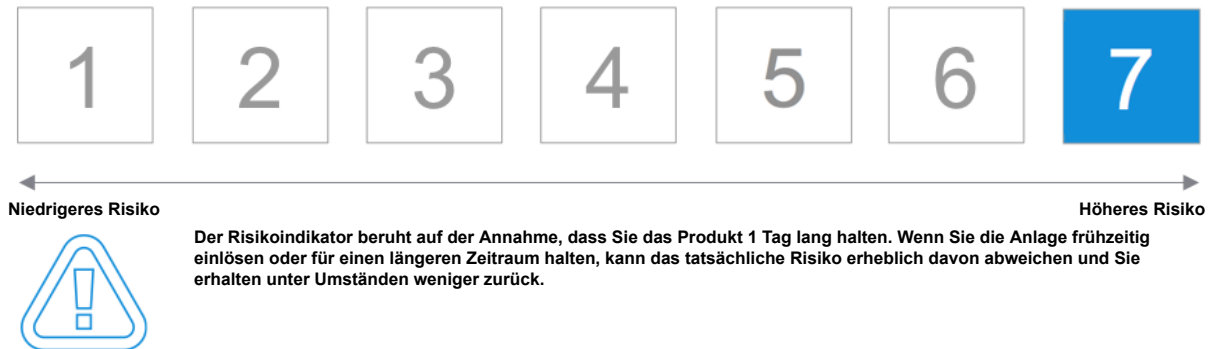 1 2 3 4 5 6 7
Niedrigeres Risiko Höheres Risiko
Der Risikoindikator beruht auf der Annahme, dass Sie das Produkt 1 Tag lang halten. Wenn Sie die Anlage frühzeitig
einlösen oder für einen längeren Zeitraum halten, kann das tatsächliche Risiko erheblich davon abweichen und Sie
erhalten unter Umständen weniger zurück.